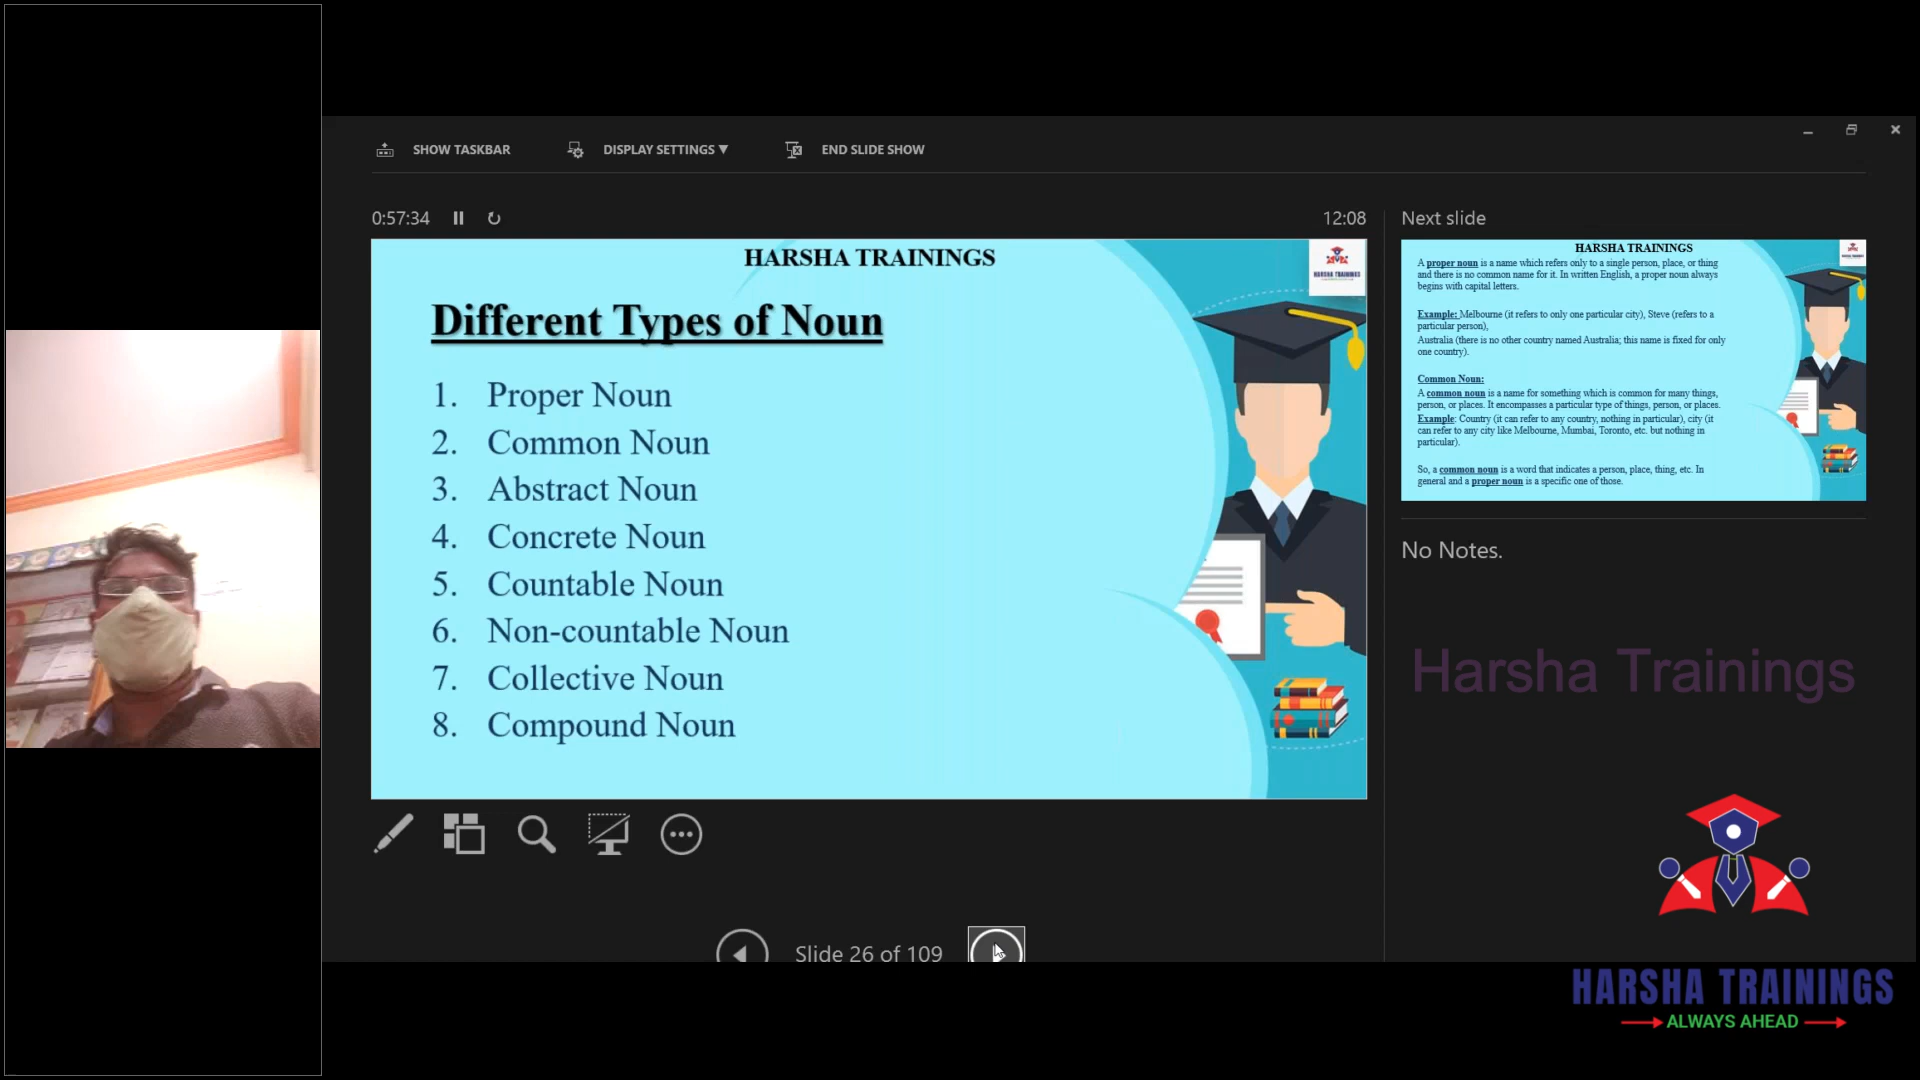 SHOW TASKBAR
DISPLAY SETTINGS ▼
END SLIDE SHOW
0:57:34
12:08
HARSHA TRAININGS
HARSHA TRAININGS
Different Types of Noun
1. Proper Noun
2. Common Noun
3. Abstract Noun
4. Concrete Noun
5. Countable Noun
6. Non-countable Noun
7. Collective Noun
8. Compound Noun
Slide 26 of 109
Next slide
HARSHA TRAININGS
A proper noun is a name which refers only to a single person, place, or thing
and there is no common name for it. In written English, a proper noun always
begins with capital letters.
Example: Melbourne (it refers to only one particular city), Steve (refers to a
particular person),
Australia (there is no other country named Australia; this name is fixed for only
one country).
Common Noun:
A common noun is a name for something which is common for many things,
person, or places. It encompasses a particular type of things, person, or places.
Example: Country (it can refer to any country, nothing in particular), city (it
can refer to any city like Melbourne, Mumbai, Toronto, etc. but nothing in
particular).
So, a common noun is a word that indicates a person, place, thing, etc. In
general and a proper noun is a specific one of those.
No Notes.
Harsha Trainings
HARSHA TRAININGS
ALWAYS AHEAD